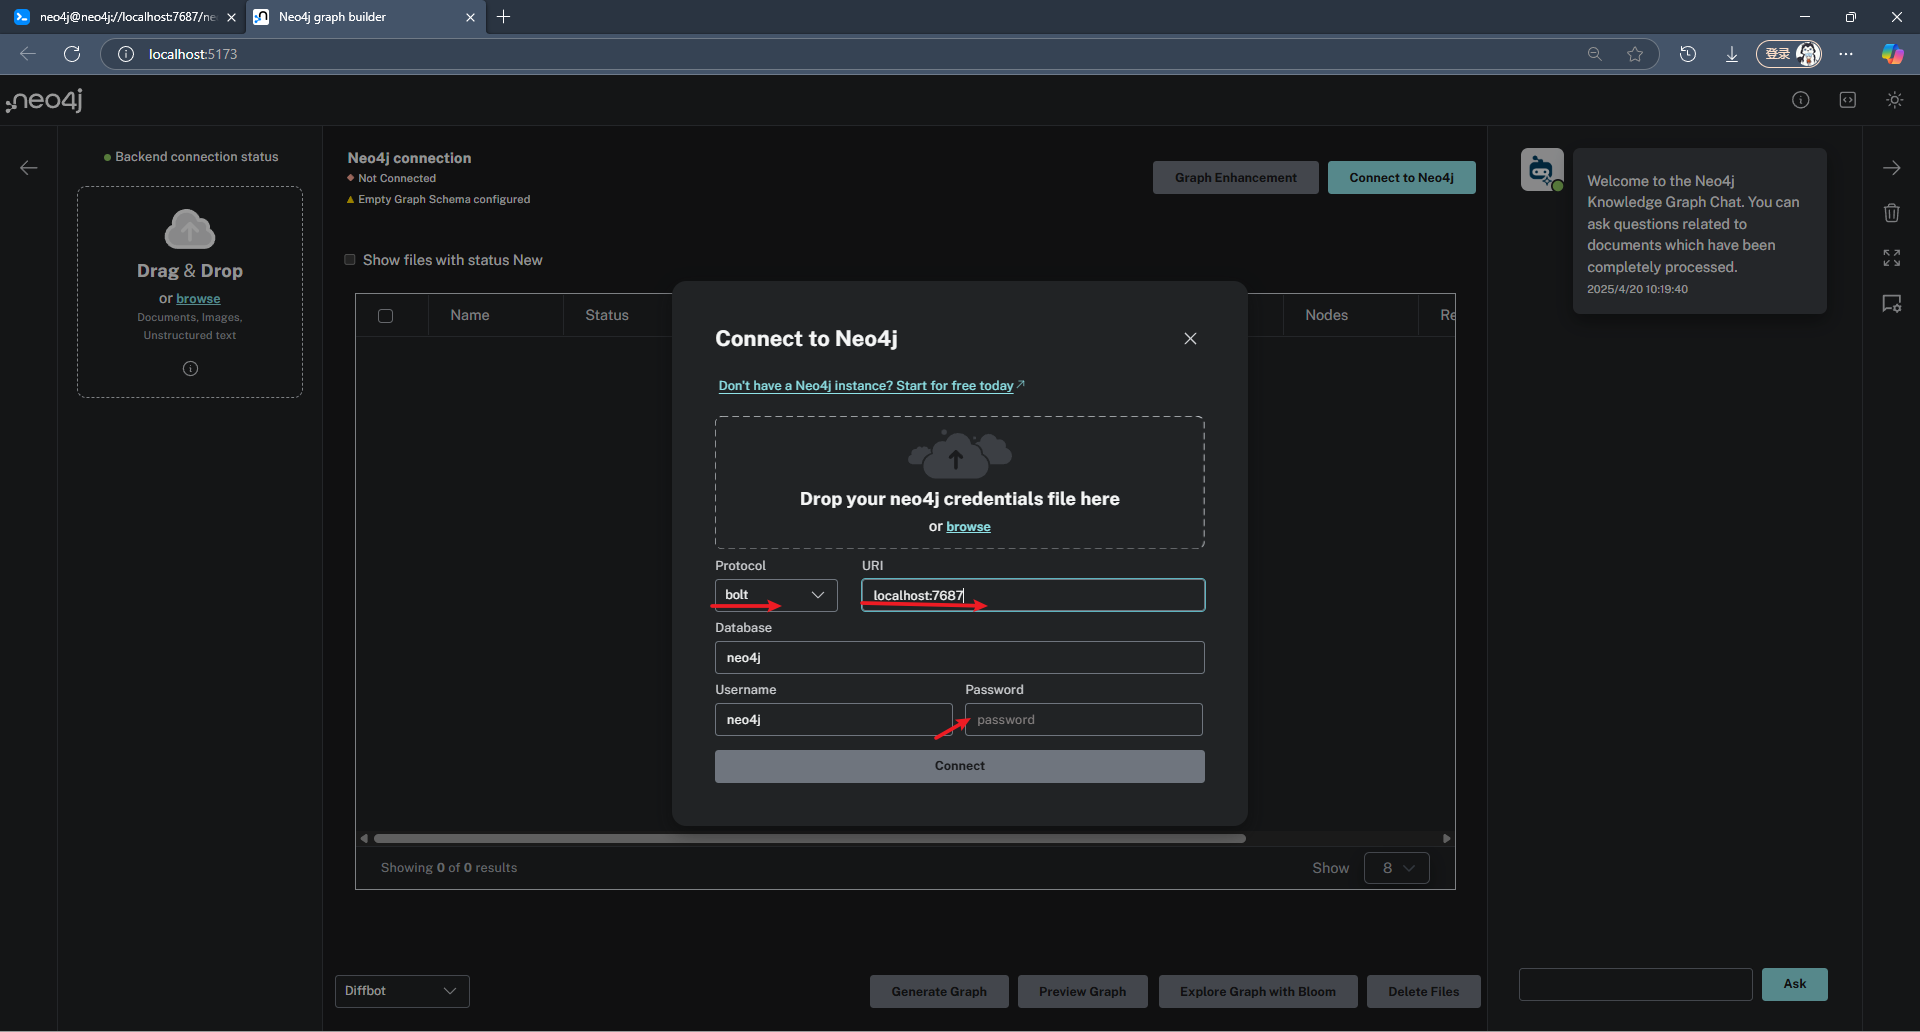 neo4j@neo4j://localhost:7687/ne
Neo4j graph builder
localhost:5173
登录
neo4j
Backend connection status
Drag & Drop
or browse
Documents, Images,
Unstructured text
Neo4j connection
Not Connected
Empty Graph Schema configured
Graph Enhancement
Connect to Neo4j
Show files with status New
Name
Status
Nodes
Re
Connect to Neo4j
Don't have a Neo4j instance? Start for free today
Drop your neo4j credentials file here
or browse
Protocol
URI
bolt
localhost:7687
Database
neo4j
Username
Password
neo4j
password
Connect
Showing 0 of 0 results
Show
8
Diffbot
Generate Graph
Preview Graph
Explore Graph with Bloom
Delete Files
Welcome to the Neo4j
Knowledge Graph Chat. You can
ask questions related to
documents which have been
completely processed.
2025/4/20 10:19:40
Ask